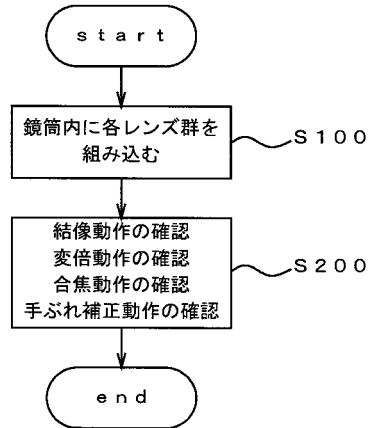 ｓｔａｒｔ
鏡筒内に各レンズ群を
組み込む
Ｓ１００
結像動作の確認
変倍動作の確認
合焦動作の確認
手ぶれ補正動作の確認
Ｓ２００
ｅｎｄ